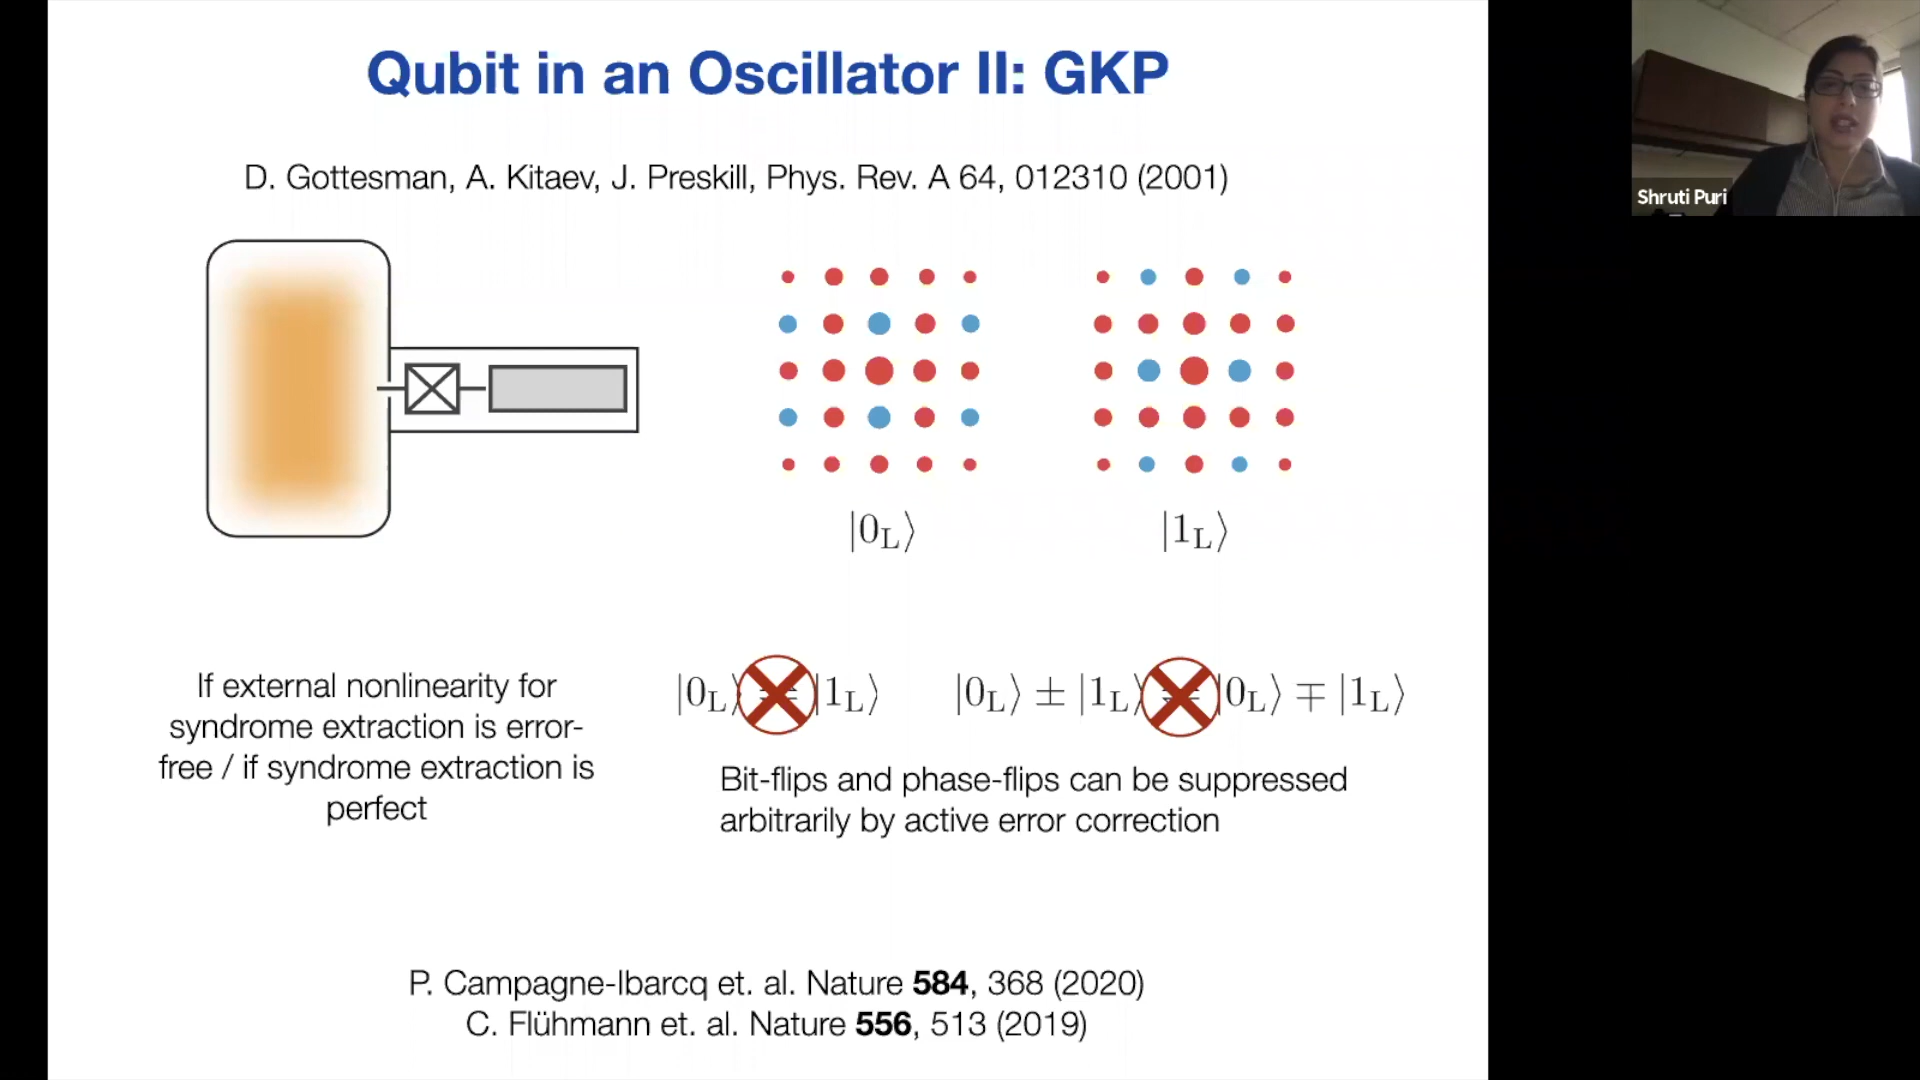 Qubit in an Oscillator II: GKP
D. Gottesman, A. Kitaev, J. Preskill, Phys. Rev. A 64, 012310 (2001)
Shruti Puri
|0L⟩
|1L⟩
If external nonlinearity for
syndrome extraction is error-
free / if syndrome extraction is
perfect
|0L⟩ |1L⟩
|0L⟩ ± |1L⟩ |0L⟩ ∓ |1L⟩
Bit-flips and phase-flips can be suppressed
arbitrarily by active error correction
P. Campagne-Ibarcq et. al. Nature 584, 368 (2020)
C. Flühmann et. al. Nature 556, 513 (2019)